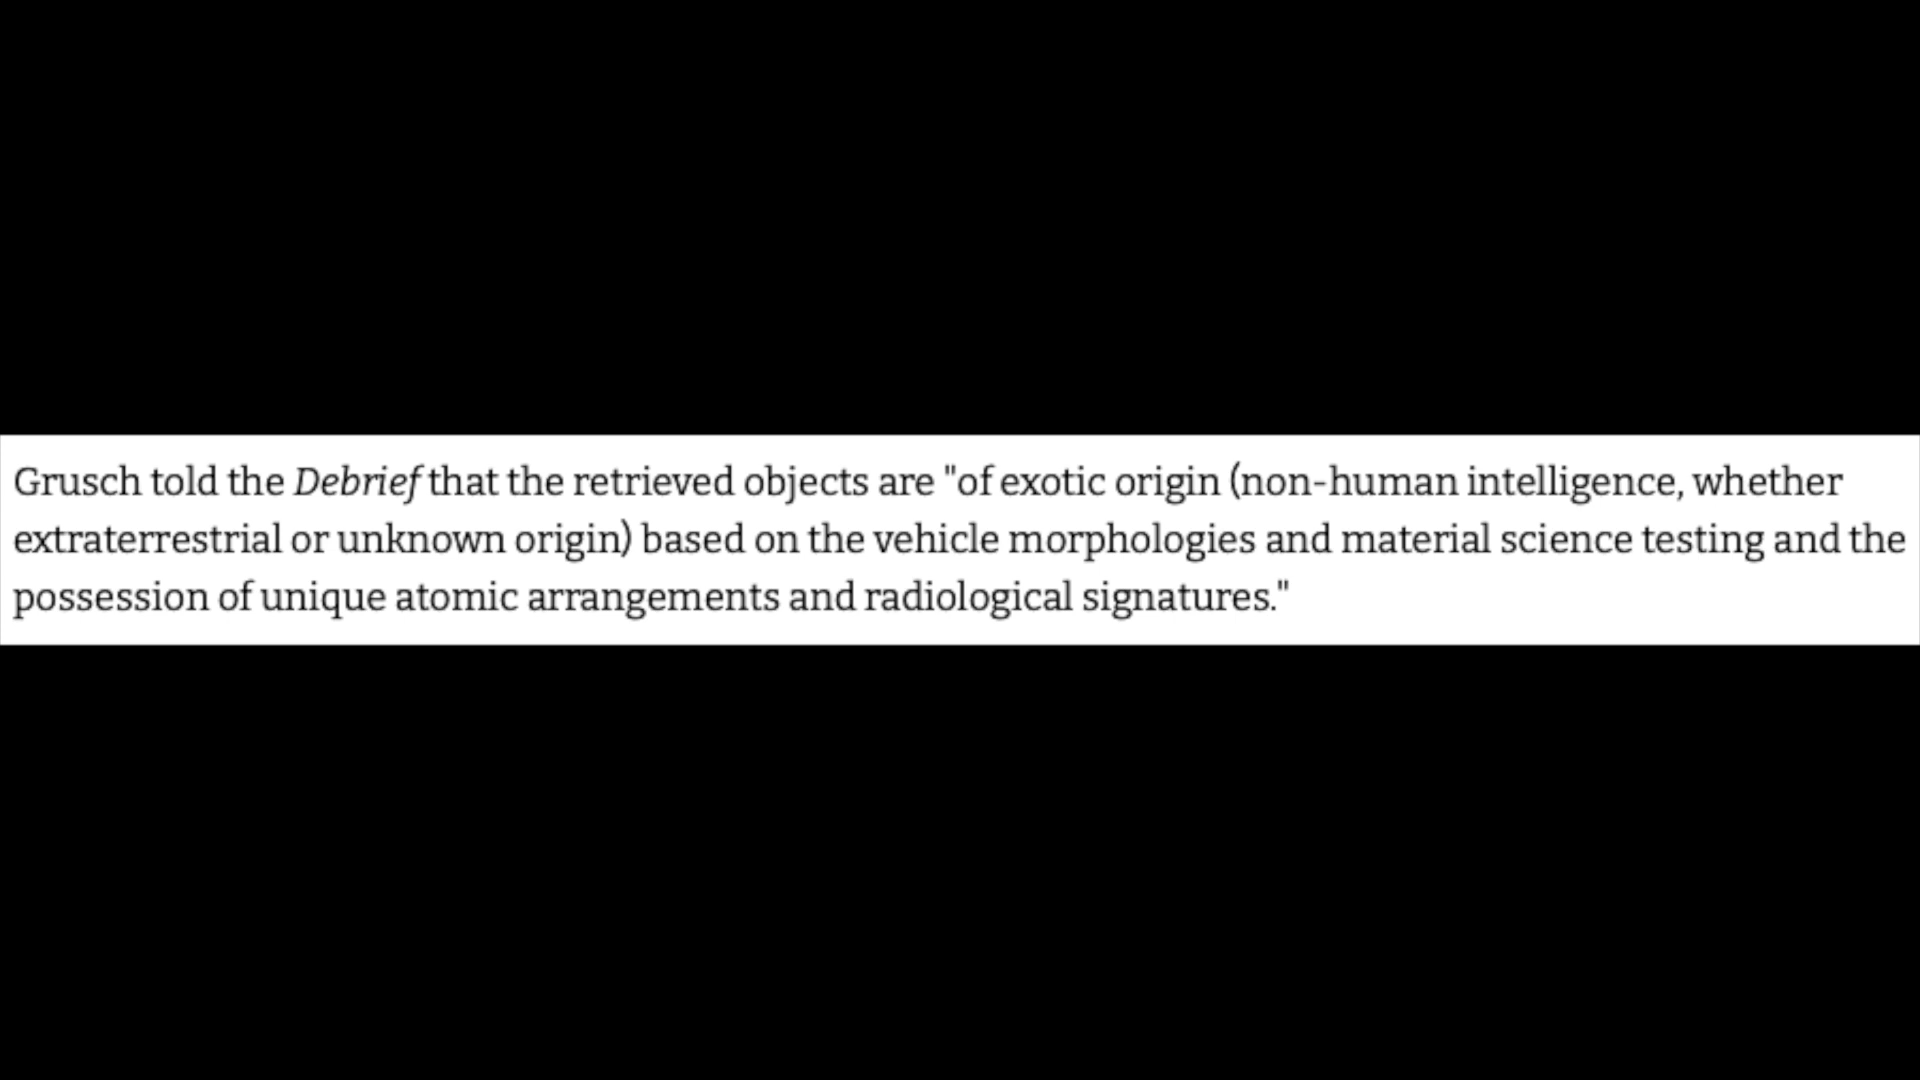 Grusch told the Debrief that the retrieved objects are "of exotic origin (non-human intelligence, whether
extraterrestrial or unknown origin) based on the vehicle morphologies and material science testing and the
possession of unique atomic arrangements and radiological signatures."